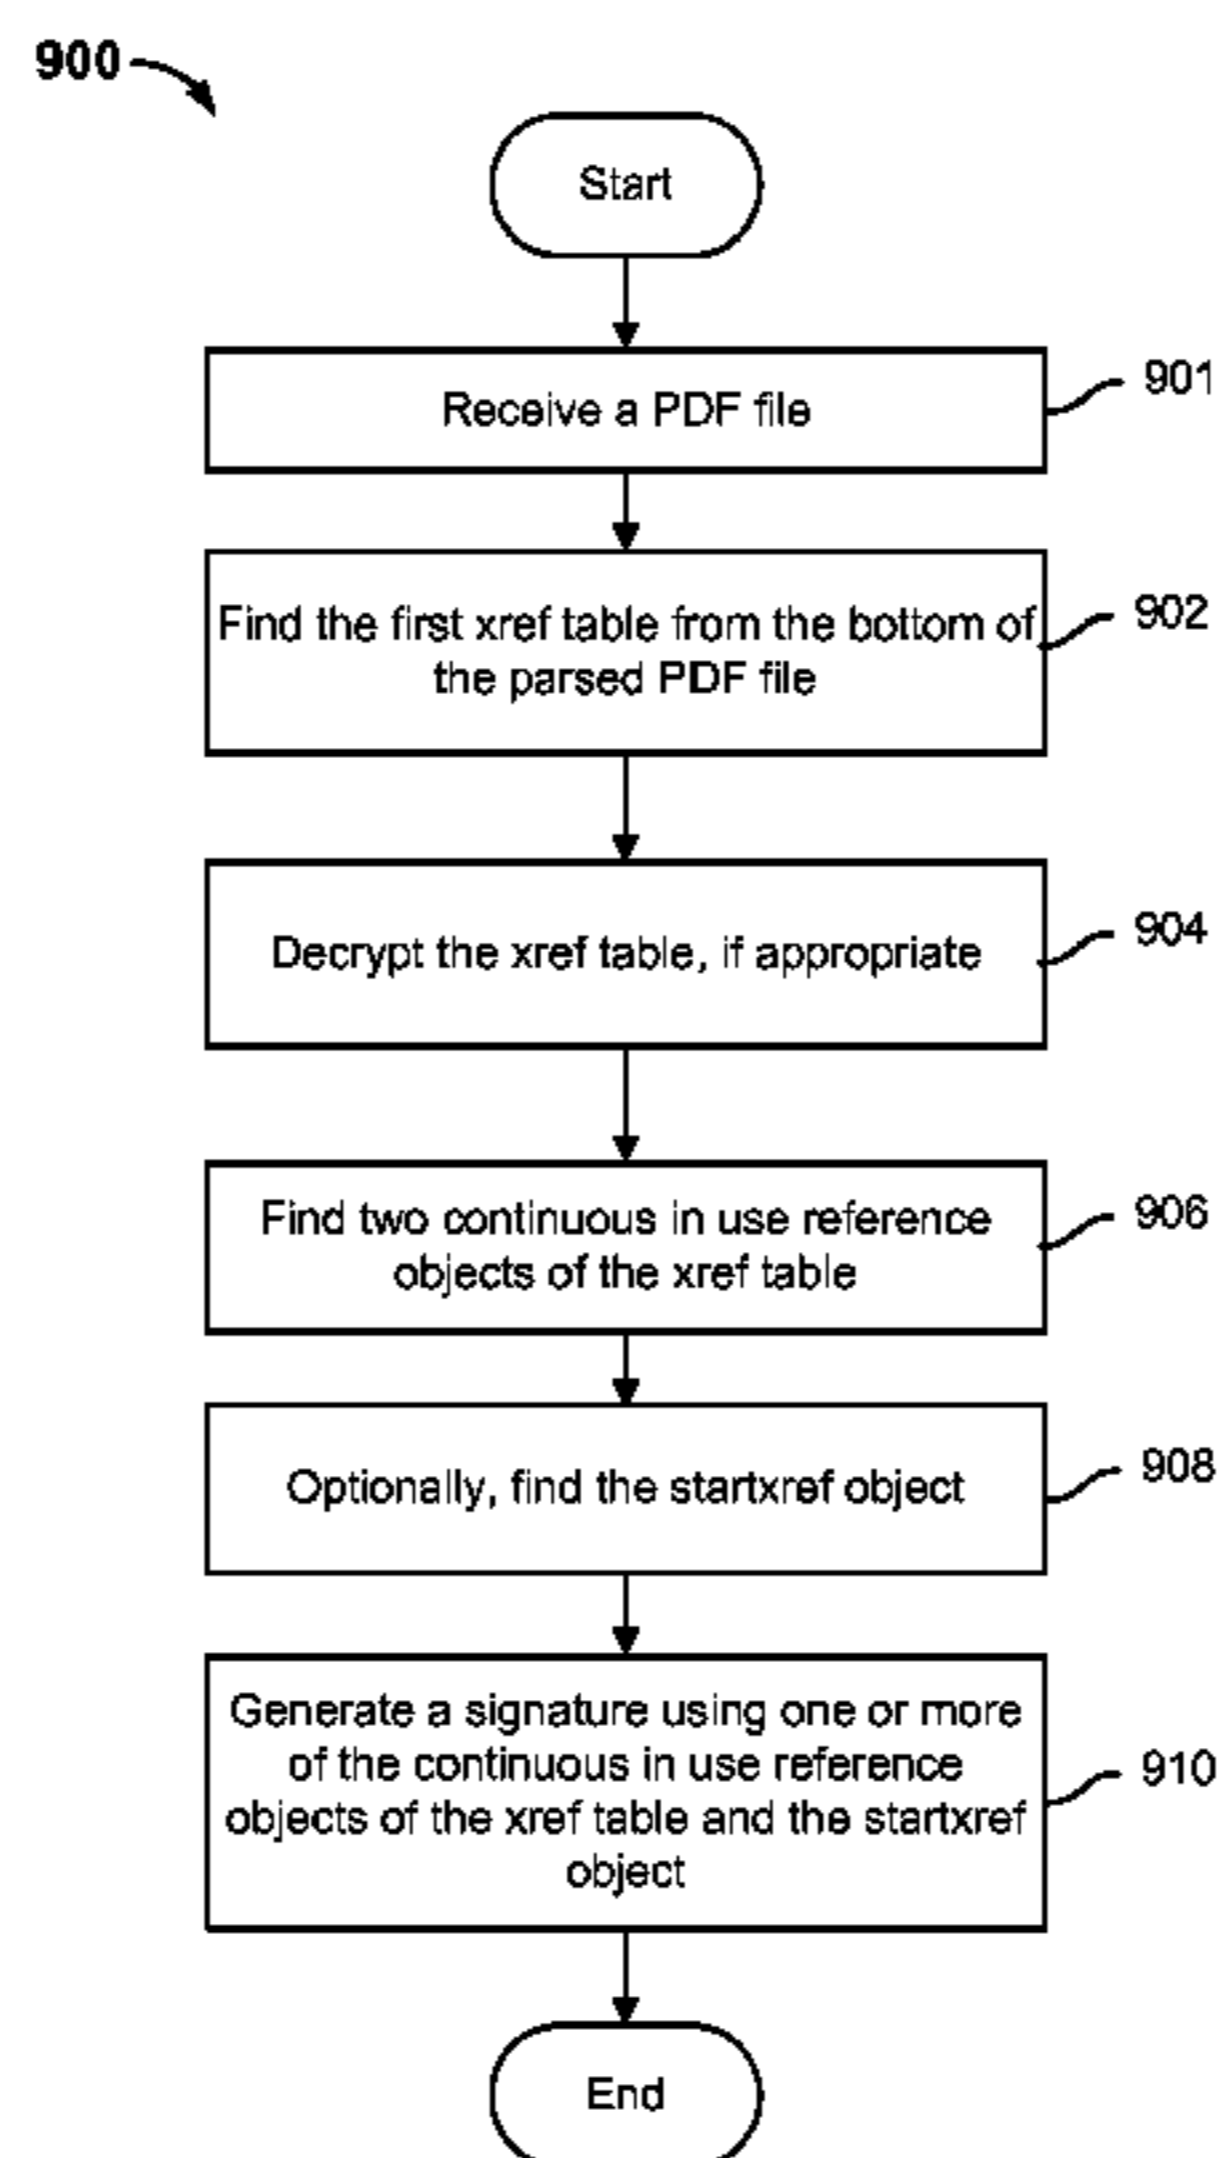 900
Start
Receive a PDF file
901
Find the first xref table from the bottom of
the parsed PDF file
902
Decrypt the xref table, if appropriate
904
Find two continuous in use reference
objects of the xref table
906
Optionally, find the startxref object
908
Generate a signature using one or more
of the continuous in use reference
objects of the xref table and the startxref
object
910
End